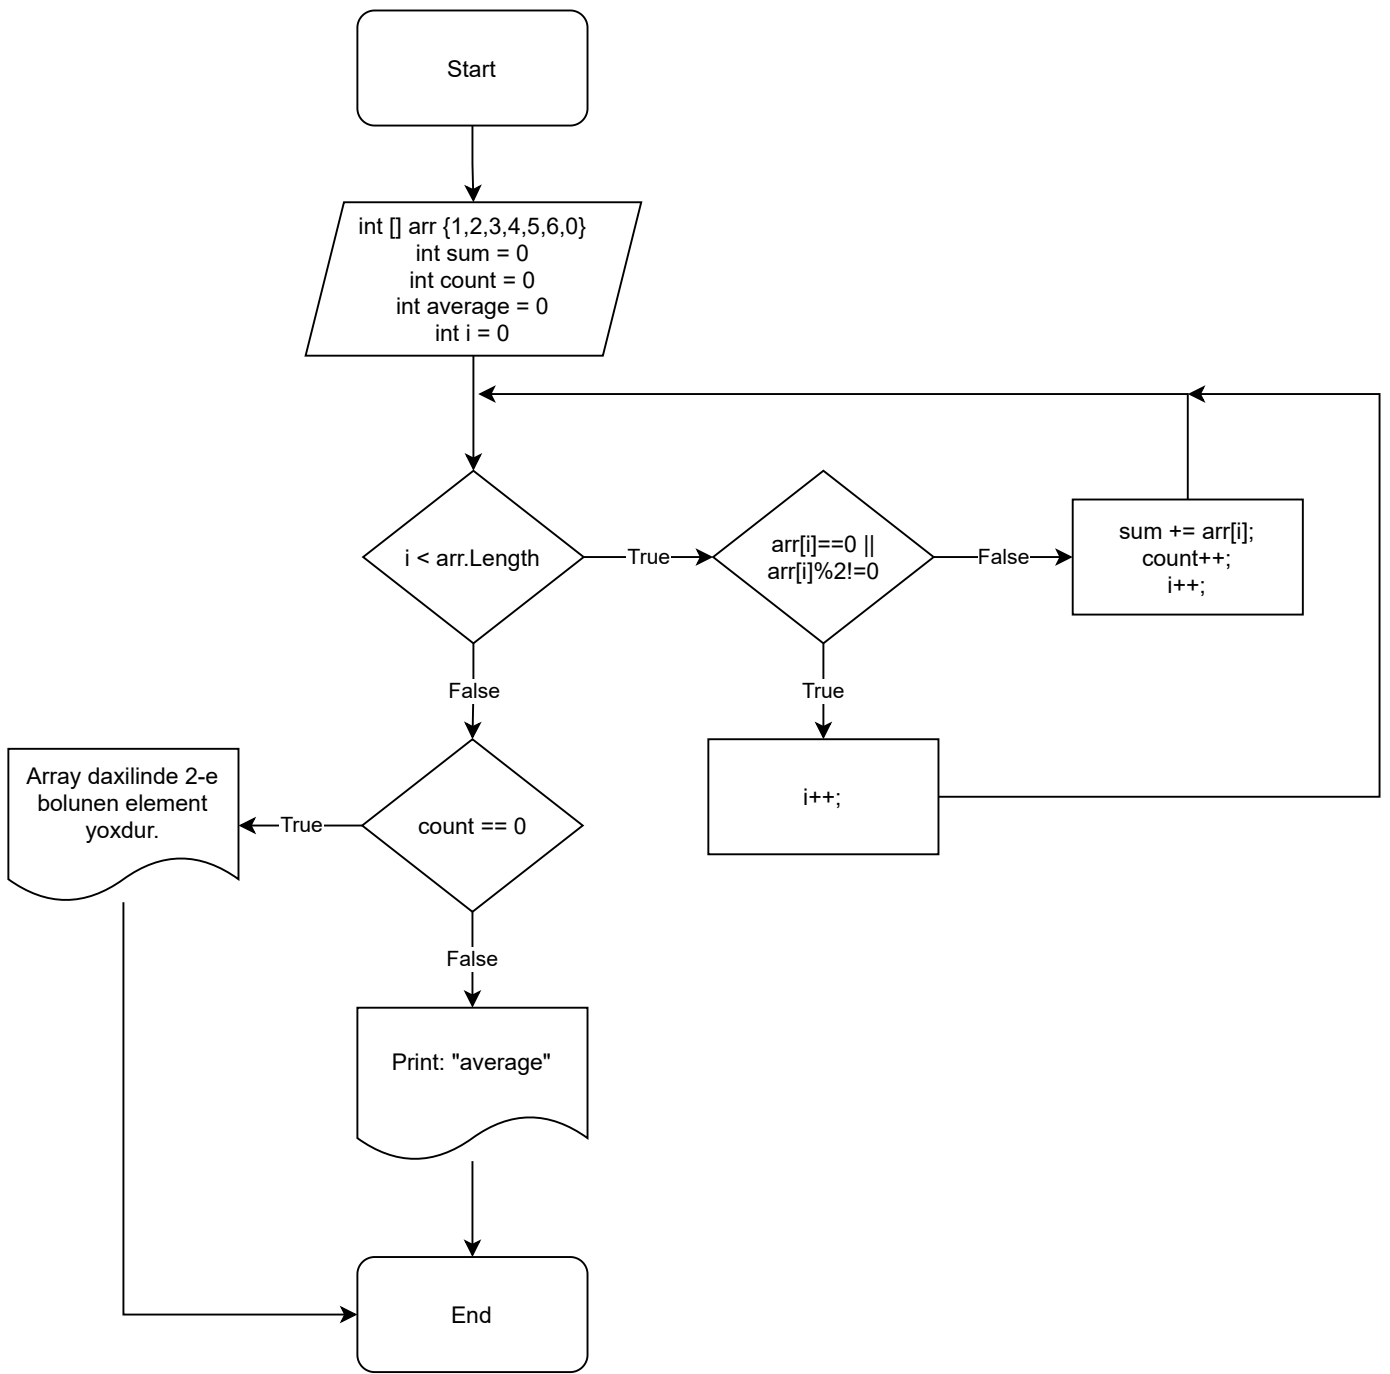 Start
int [] arr {1,2,3,4,5,6,0}
int sum = 0
int count = 0
int average = 0
int i = 0
i < arr.Length
True
arr[i]==0 ||
arr[i]%2!=0
False
sum += arr[i];
count++;
i++;
False
True
i++;
Array daxilinde 2-e
bolunen element
yoxdur.
True
count == 0
False
Print: "average"
End